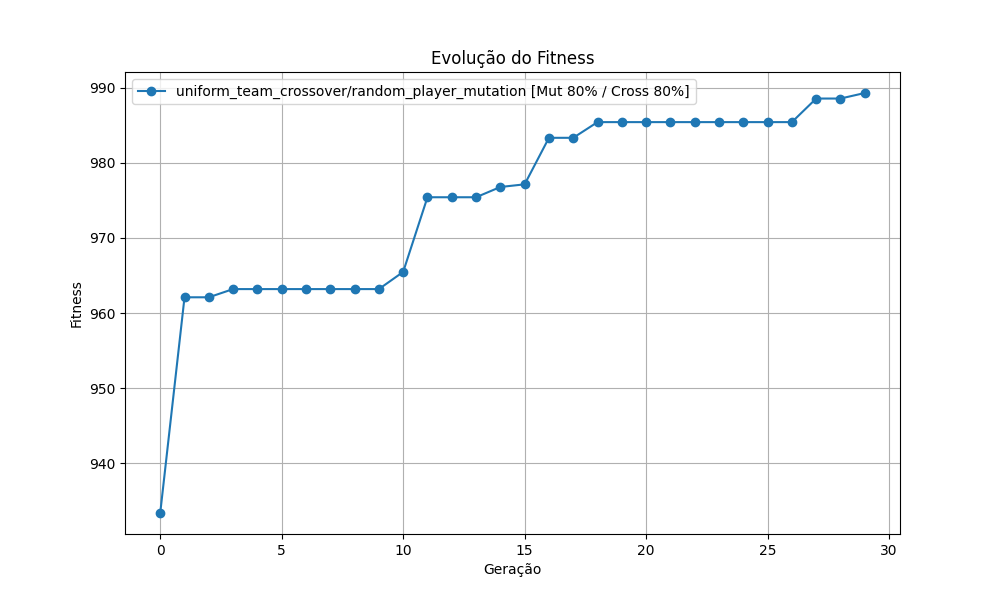 Evolução do Fitness
uniform_team_crossover/random_player_mutation [Mut 80% / Cross 80%]
Fitness
990
980
970
960
950
940
0 5 10 15 20 25 30
Geração